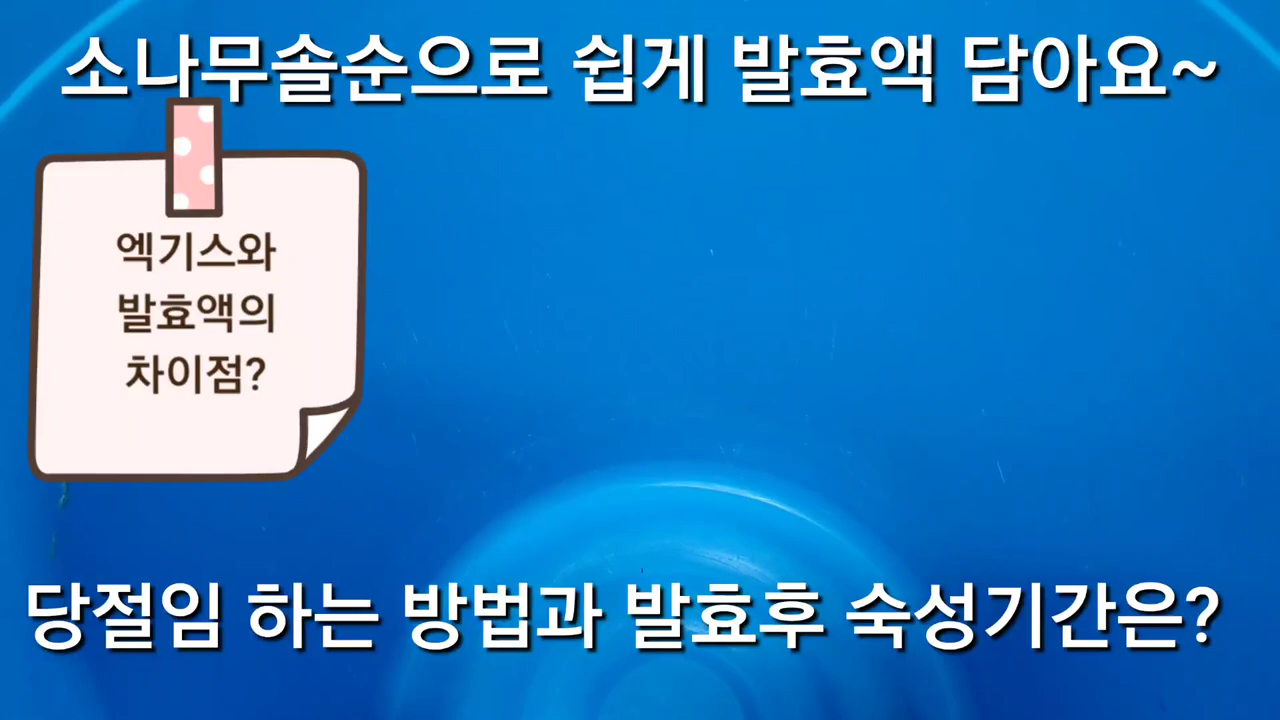 소나무솔순으로 쉽게 발효액 담아요~
엑기스와
발효액의
차이점?
당절임 하는 방법과 발효후 숙성기간은?